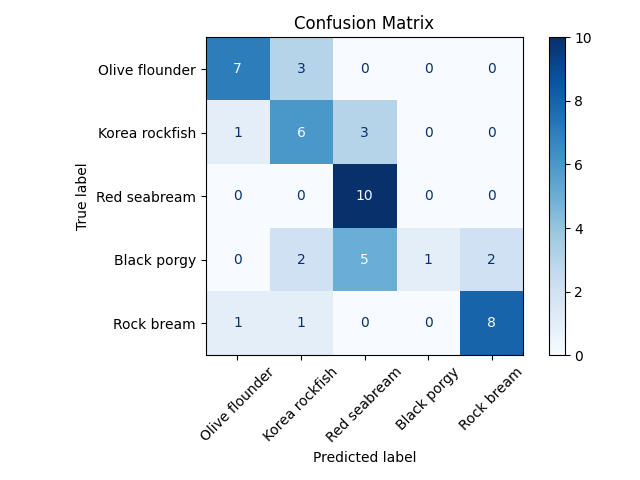 Confusion Matrix
True label
Olive flounder 7 3 0 0 0
Korea rockfish 1 6 3 0 0
Red seabream 0 0 10 0 0
Black porgy 0 2 5 1 2
Rock bream 1 1 0 0 8
Olive flounder Korea rockfish Red seabream Black porgy Rock bream
Predicted label
10
8
6
4
2
0